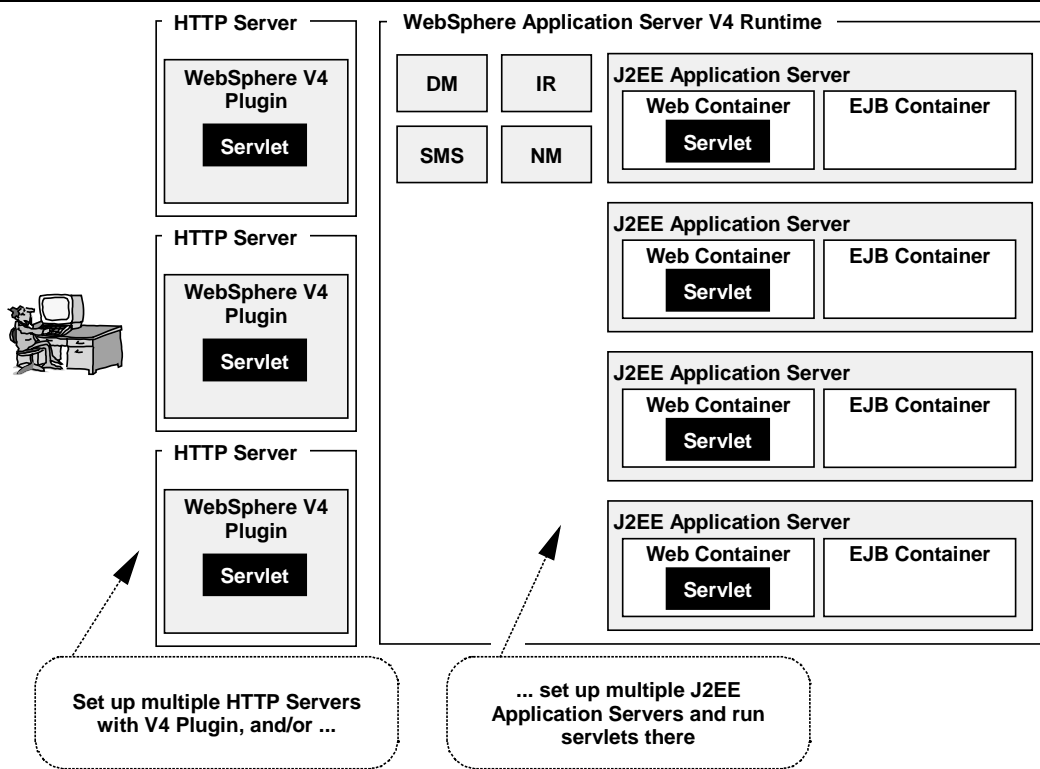 HTTP Server
WebSphere V4
Plugin
Servlet
HTTP Server
WebSphere V4
Plugin
Servlet
HTTP Server
WebSphere V4
Plugin
Servlet
WebSphere Application Server V4 Runtime
DM
IR
SMS
NM
J2EE Application Server
Web Container
EJB Container
Servlet
J2EE Application Server
Web Container
EJB Container
Servlet
J2EE Application Server
Web Container
EJB Container
Servlet
J2EE Application Server
Web Container
EJB Container
Servlet
Set up multiple HTTP Servers
with V4 Plugin, and/or ...
... set up multiple J2EE
Application Servers and run
servlets there